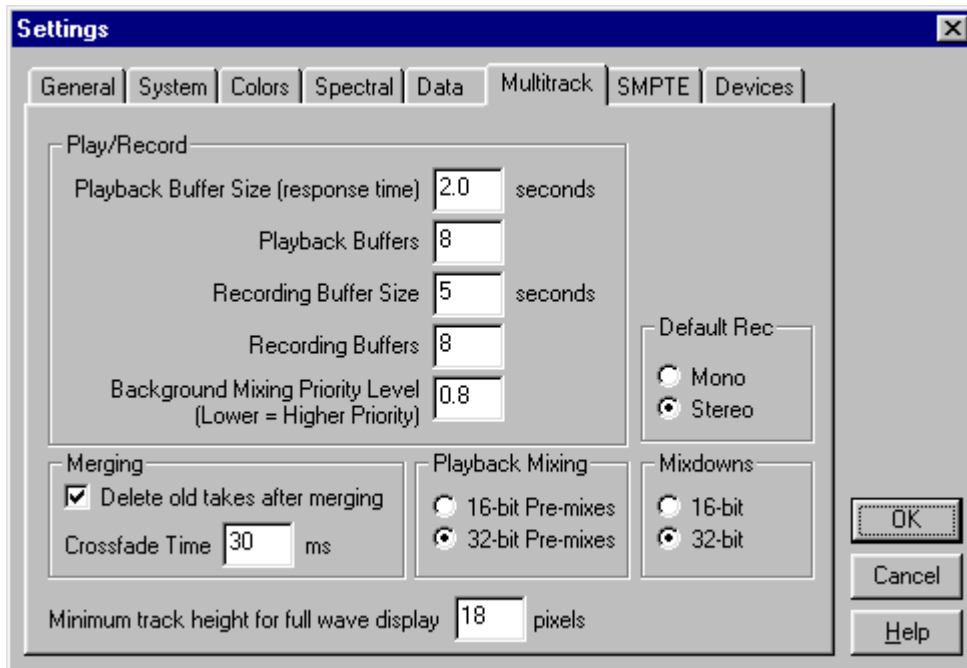 Settings
General System Colors Spectral Data Multitrack SMPTE Devices
Play/Record
Playback Buffer Size (response time) 2.0 seconds
Playback Buffers 8
Recording Buffer Size 5 seconds
Recording Buffers 8
Background Mixing Priority Level
(Lower = Higher Priority) 0.8
Default Rec
Mono
Stereo
Merging
Delete old takes after merging
Crossfade Time 30 ms
Playback Mixing
16-bit Pre-mixes
32-bit Pre-mixes
Mixdowns
16-bit
32-bit
Minimum track height for full wave display 18 pixels
OK
Cancel
Help